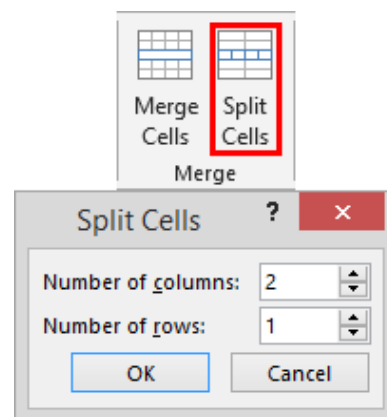 Merge Split
Cells Cells
Merge
Split Cells ? ×
Number of columns: 2
Number of rows: 1
OK Cancel